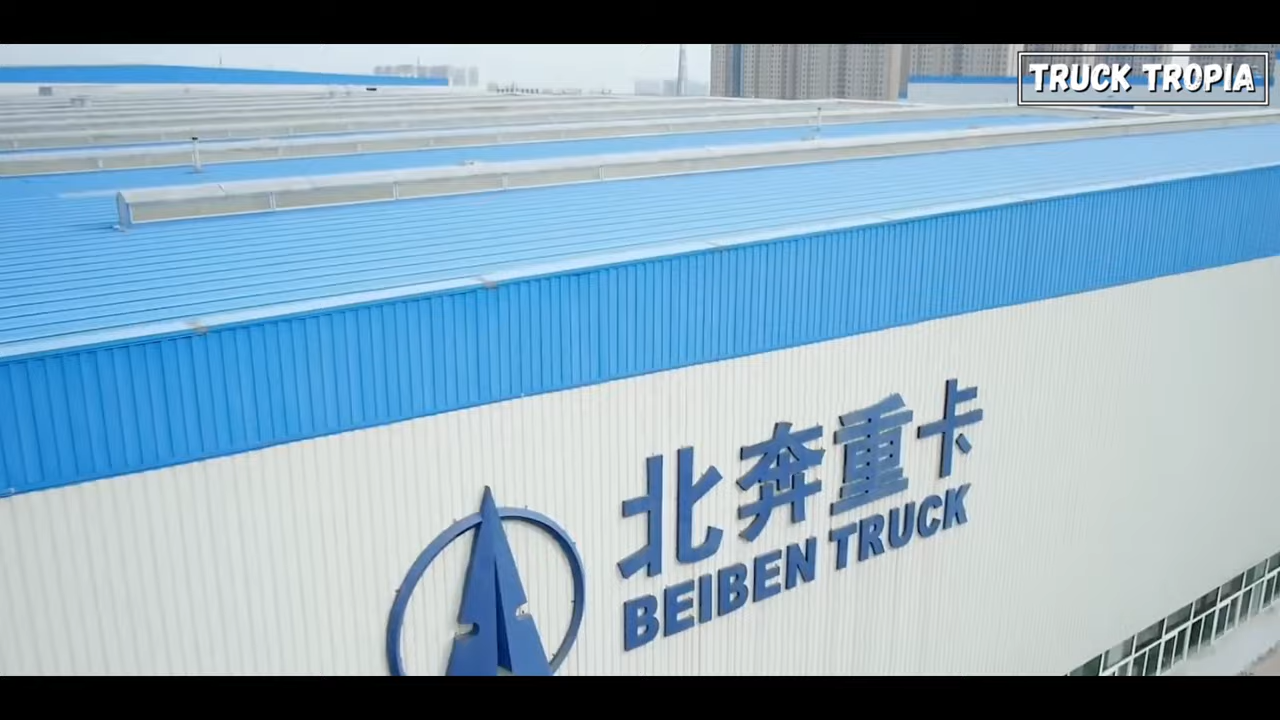 TRUCK TROPIA
北奔重卡
BEIBEN TRUCK